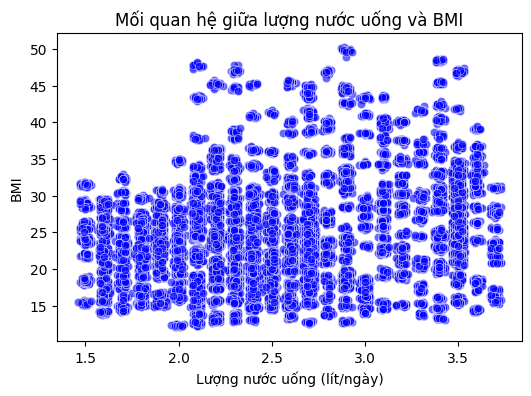 Mối quan hệ giữa lượng nước uống và BMI
50
45
40
35
30
25
20
15
BMI
1.5 2.0 2.5 3.0 3.5
Lượng nước uống (lít/ngày)